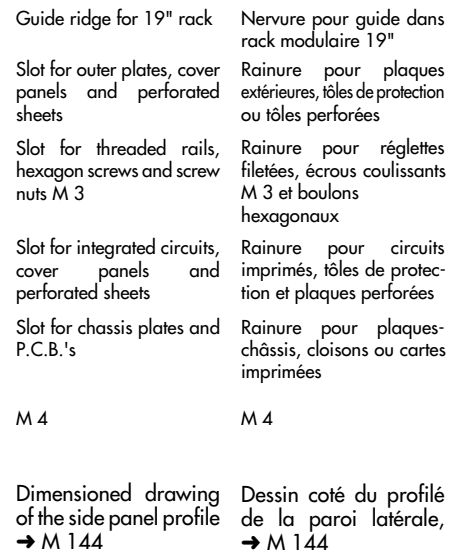 Guide ridge for 19" rack
Slot for outer plates, cover
panels and perforated
sheets
Slot for threaded rails,
hexagon screws and screw
nuts M 3
Slot for integrated circuits,
cover panels and
perforated sheets
Slot for chassis plates and
P.C.B.'s
M 4
Dimensioned drawing
of the side panel profile
➔ M 144
Nervure pour guide dans
rack modulaire 19"
Rainure pour plaques
extérieures, tôles de protection
ou tôles perforées
Rainure pour réglettes
filetées, écrous coulissants
M 3 et boulons
hexagonaux
Rainure pour circuits
imprimés, tôles de protec-
tion et plaques perforées
Rainure pour plaques-
châssis, cloisons ou cartes
imprimées
M 4
Dessin coté du profilé
de la paroi latérale,
➔ M 144